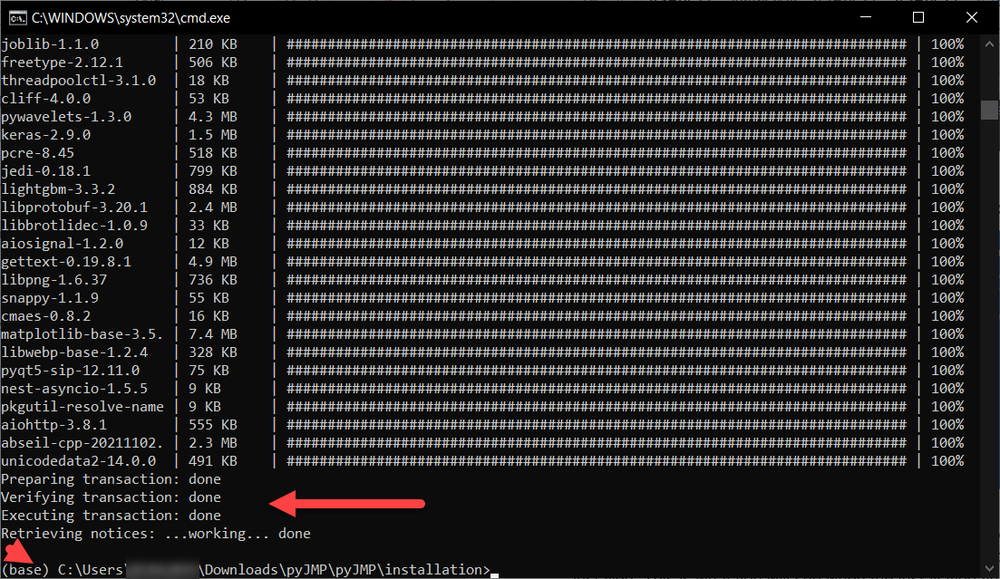 C:\WINDOWS\system32\cmd.exe
joblib-1.1.0 | 210 KB | ########################################################################## | 100%
freetype-2.12.1 | 506 KB | ########################################################################## | 100%
threadpoolctl-3.1.0 | 18 KB | ########################################################################## | 100%
cliff-4.0.0 | 53 KB | ########################################################################## | 100%
pywavelets-1.3.0 | 4.3 MB | ########################################################################## | 100%
keras-2.9.0 | 1.5 MB | ########################################################################## | 100%
pcre-8.45 | 518 KB | ########################################################################## | 100%
jedi-0.18.1 | 799 KB | ########################################################################## | 100%
lightgbm-3.3.2 | 884 KB | ########################################################################## | 100%
libprotobuf-3.20.1 | 2.4 MB | ########################################################################## | 100%
libbrotlidec-1.0.9 | 33 KB | ########################################################################## | 100%
aiosignal-1.2.0 | 12 KB | ########################################################################## | 100%
gettext-0.19.8.1 | 4.9 MB | ########################################################################## | 100%
libpng-1.6.37 | 736 KB | ########################################################################## | 100%
snappy-1.1.9 | 55 KB | ########################################################################## | 100%
cmaes-0.8.2 | 16 KB | ########################################################################## | 100%
matplotlib-base-3.5. | 7.4 MB | ########################################################################## | 100%
libwebp-base-1.2.4 | 328 KB | ########################################################################## | 100%
pyqt5-sip-12.11.0 | 75 KB | ########################################################################## | 100%
nest-asyncio-1.5.5 | 9 KB | ########################################################################## | 100%
pkgutil-resolve-name | 9 KB | ########################################################################## | 100%
aiohttp-3.8.1 | 555 KB | ########################################################################## | 100%
abseil-cpp-20211102. | 2.3 MB | ########################################################################## | 100%
unicodedata2-14.0.0 | 491 KB | ########################################################################## | 100%
Preparing transaction: done
Verifying transaction: done
Executing transaction: done
Retrieving notices: ...working... done
(base) C:\Users\ \Downloads\pyJMP\pyJMP\installation>